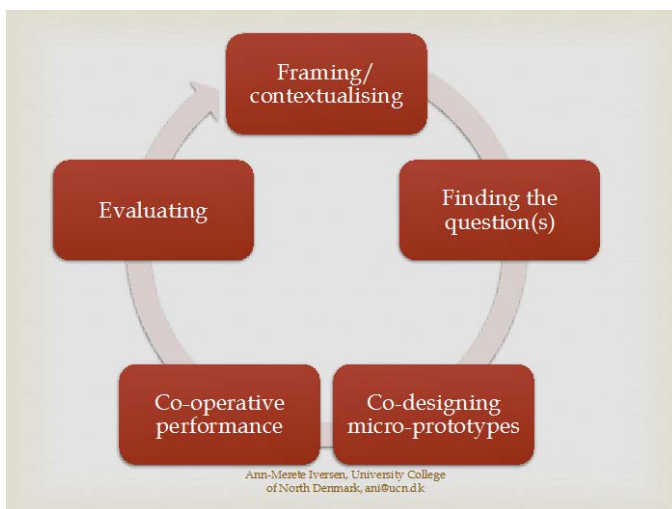 Framing/
contextualising
Finding the
question(s)
Co-designing
micro-prototypes
Co-operative
performance
Evaluating
Ann-Merete Iversen, University College
of North Denmark, ani@ucn.dk